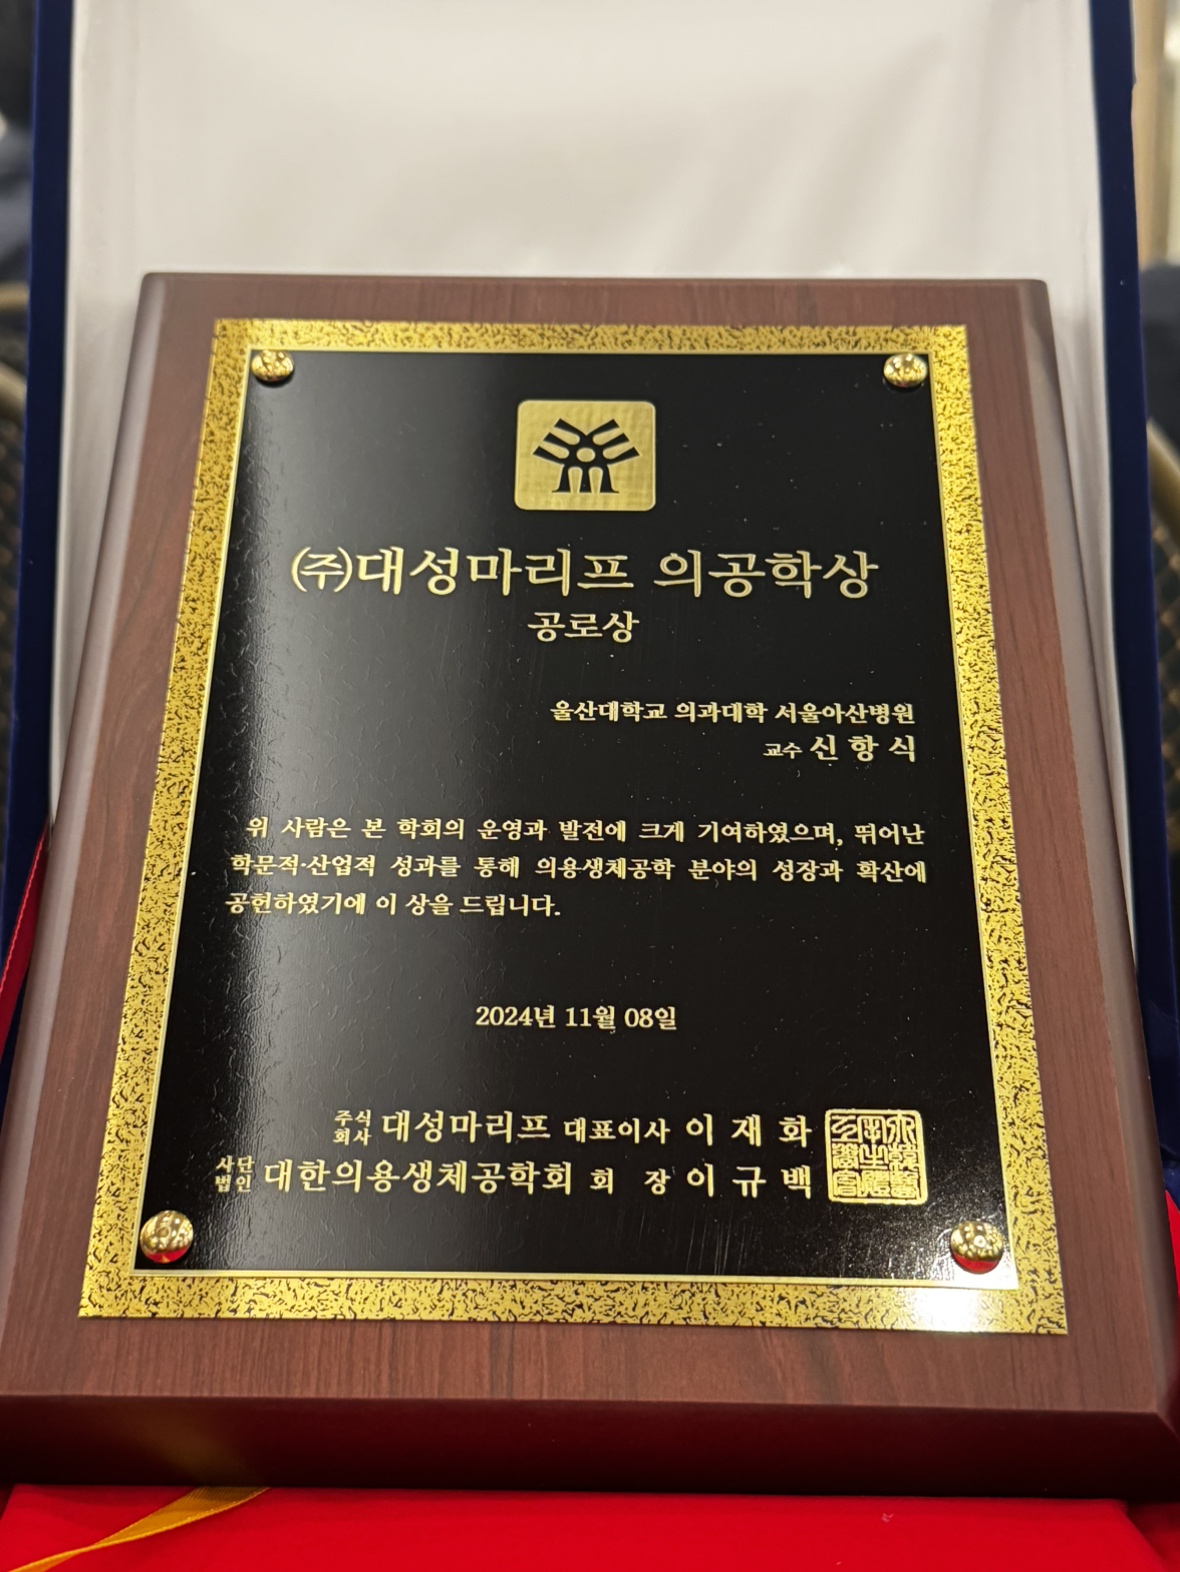 ㈜대성마리프 의공학상
공로상
울산대학교 의과대학 서울아산병원
교수 신 항 식
위 사람은 본 학회의 운영과 발전에 크게 기여하였으며, 뛰어난
학문적·산업적 성과를 통해 의용생체공학 분야의 성장과 확산에
공헌하였기에 이 상을 드립니다.
2024년 11월 08일
주식회사 대성마리프 대표이사 이 재 화
사단법인 대한의용생체공학회 회 장 이 규 백